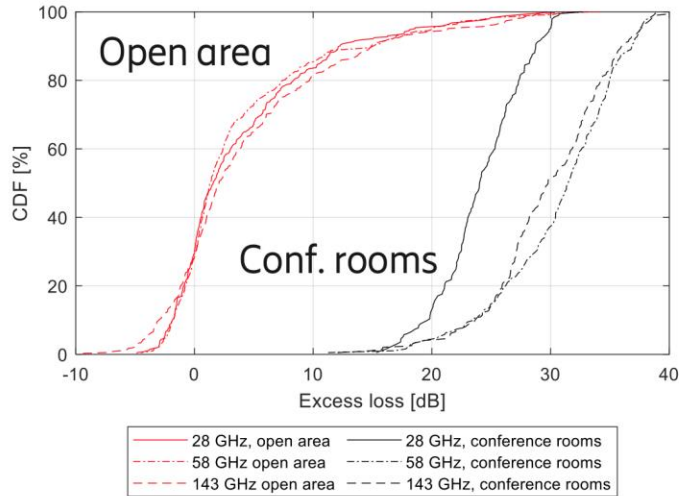 100
80
60
40
20
0
CDF [%]
Open area
Conf. rooms
-10 0 10 20 30 40
Excess loss [dB]
28 GHz, open area 28 GHz, conference rooms
58 GHz open area 58 GHz, conference rooms
143 GHz open area 143 GHz, conference rooms